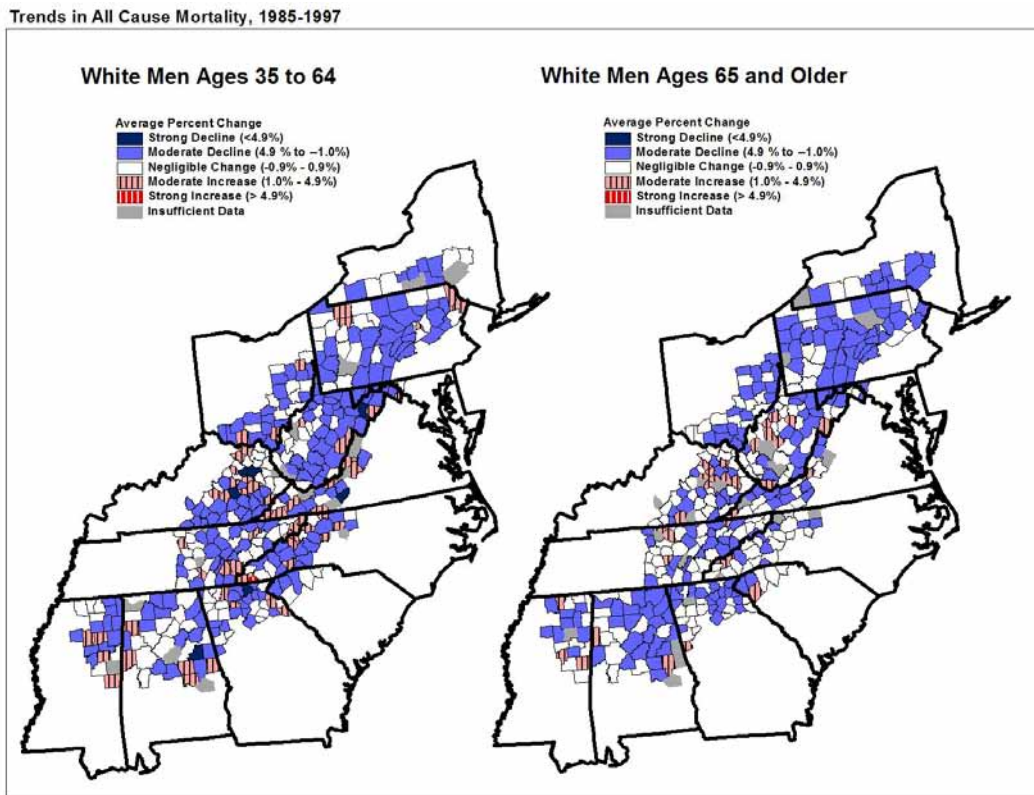 Trends in All Cause Mortality, 1985-1997
White Men Ages 35 to 64
Average Percent Change
Strong Decline (<4.9%)
Moderate Decline (4.9 % to –1.0%)
Negligible Change (-0.9% - 0.9%)
Moderate Increase (1.0% - 4.9%)
Strong Increase (> 4.9%)
Insufficient Data
White Men Ages 65 and Older
Average Percent Change
Strong Decline (<4.9%)
Moderate Decline (4.9 % to –1.0%)
Negligible Change (-0.9% - 0.9%)
Moderate Increase (1.0% - 4.9%)
Strong Increase (> 4.9%)
Insufficient Data